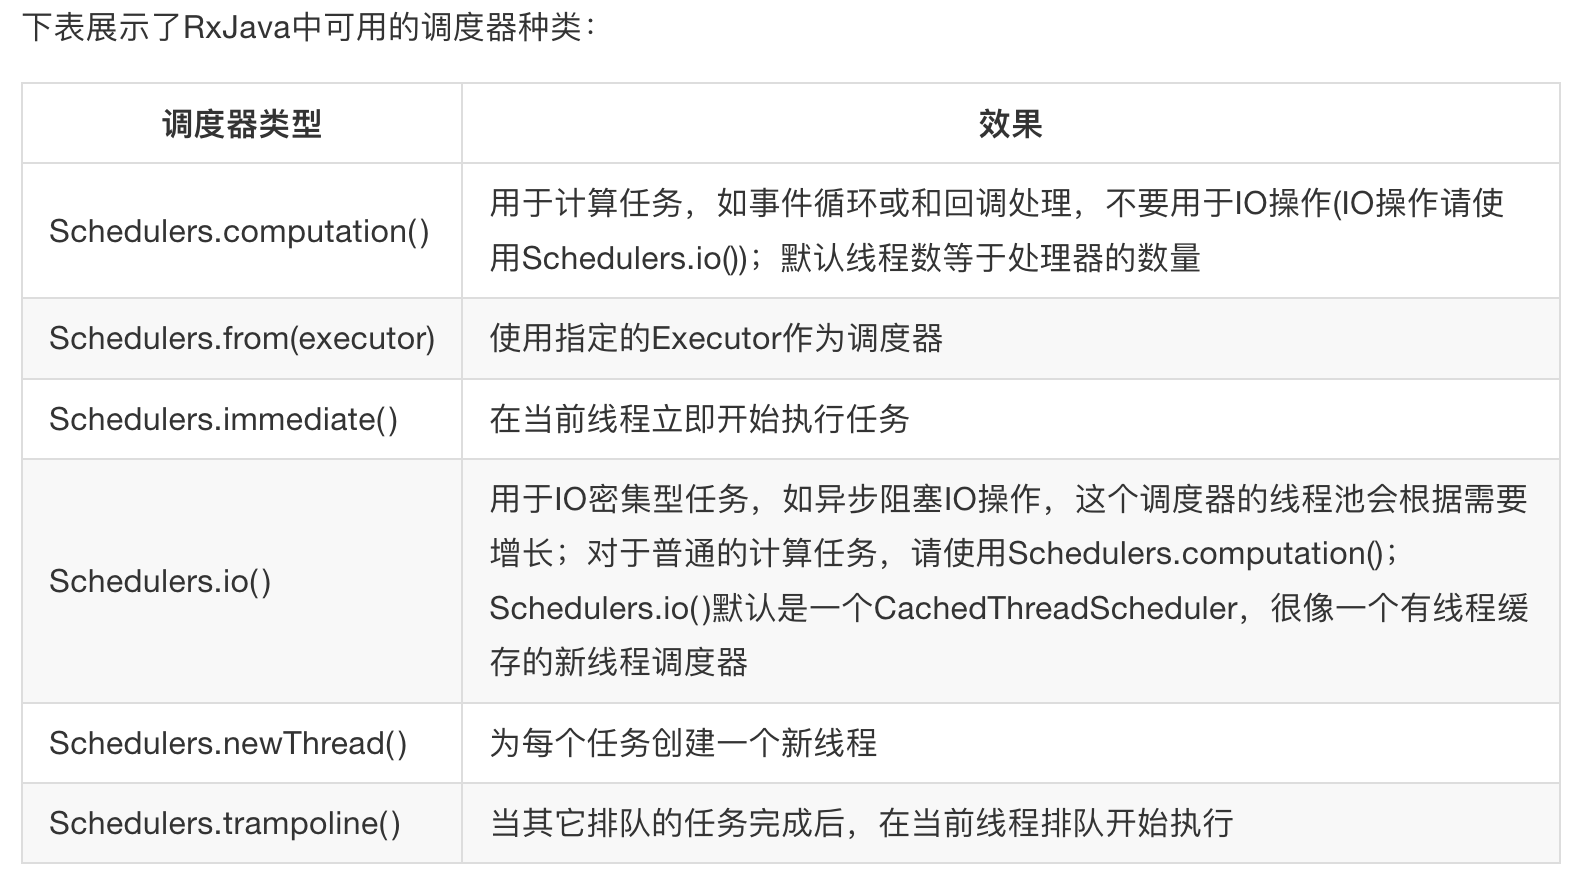 下表展示了RxJava中可用的调度器种类：
调度器类型
效果
Schedulers.computation()
用于计算任务，如事件循环或和回调处理，不要用于IO操作(IO操作请使
用Schedulers.io())；默认线程数等于处理器的数量
Schedulers.from(executor)
使用指定的Executor作为调度器
Schedulers.immediate()
在当前线程立即开始执行任务
Schedulers.io()
用于IO密集型任务，如异步阻塞IO操作，这个调度器的线程池会根据需要
增长；对于普通的计算任务，请使用Schedulers.computation()；
Schedulers.io()默认是一个CachedThreadScheduler，很像一个有线程缓
存的新线程调度器
Schedulers.newThread()
为每个任务创建一个新线程
Schedulers.trampoline()
当其它排队的任务完成后，在当前线程排队开始执行